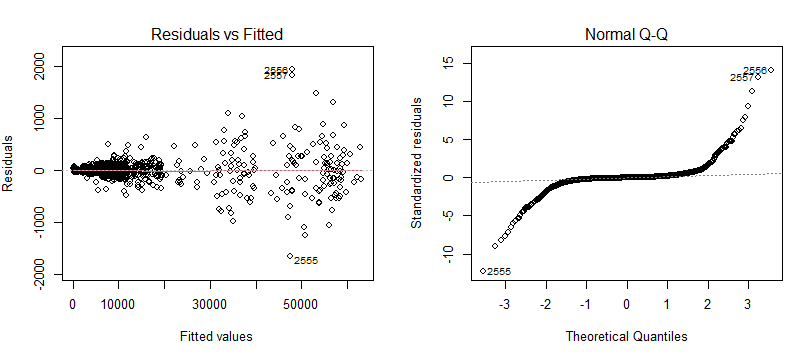 Residuals vs Fitted
Residuals
2000
1000
0
-1000
-2000
2556
2557
2555
0 10000 30000 50000
Fitted values
Normal Q-Q
Standardized residuals
15
10
5
0
-5
-10
2556
2557
2555
-3 -2 -1 0 1 2 3
Theoretical Quantiles